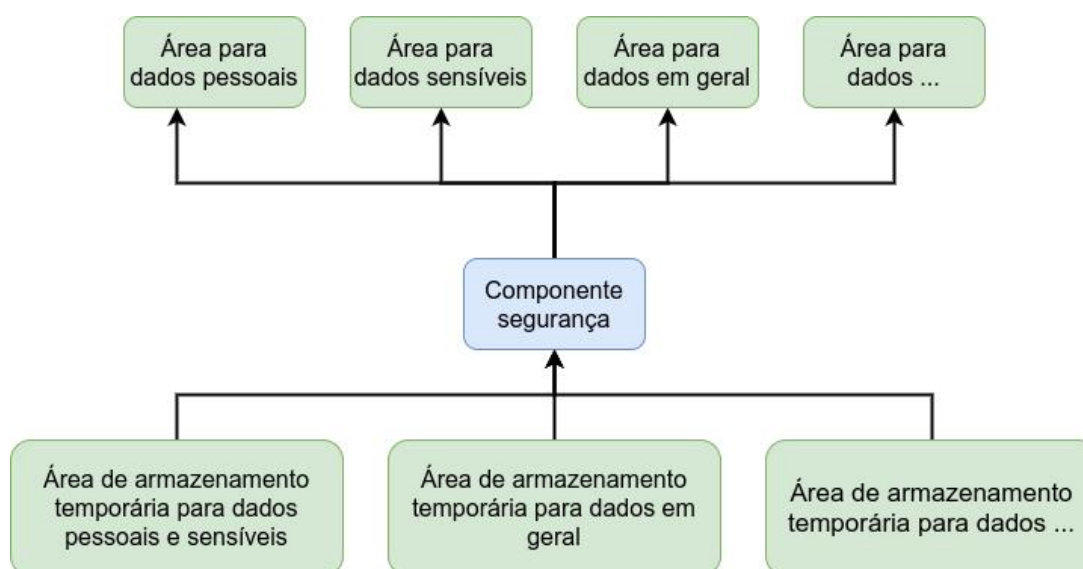 Área para
dados pessoais
Área para
dados sensíveis
Área para
dados em geral
Área para
dados ...
Componente
segurança
Área de armazenamento
temporária para dados
pessoais e sensíveis
Área de armazenamento
temporária para dados em
geral
Área de armazenamento
temporária para dados ...